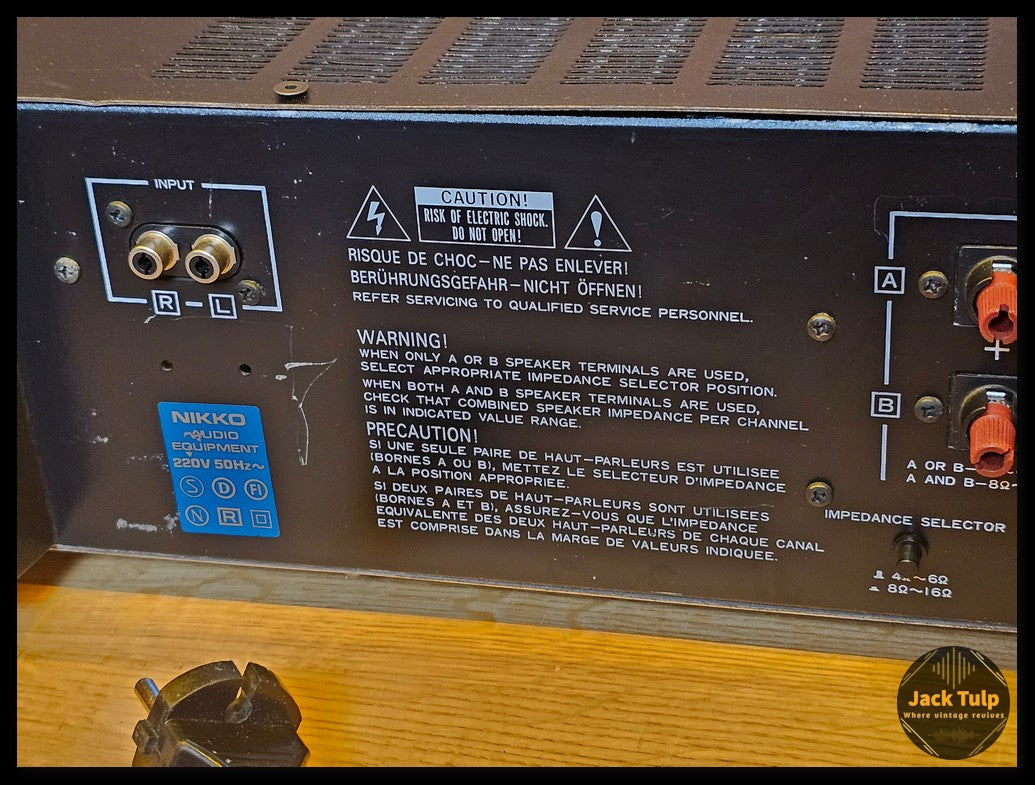 INPUT
R L
CAUTION!
RISK OF ELECTRIC SHOCK.
DO NOT OPEN!
RISQUE DE CHOC–NE PAS ENLEVER!
BERÜHRUNGSGEFAHR–NICHT ÖFFNEN!
REFER SERVICING TO QUALIFIED SERVICE PERSONNEL.
WARNING!
WHEN ONLY A OR B SPEAKER TERMINALS ARE USED,
SELECT APPROPRIATE IMPEDANCE SELECTOR POSITION.
WHEN BOTH A AND B SPEAKER TERMINALS ARE USED,
CHECK THAT COMBINED SPEAKER IMPEDANCE PER CHANNEL
IS IN INDICATED VALUE RANGE.
PRECAUTION!
SI UNE SEULE PAIRE DE HAUT-PARLEURS EST UTILISEE
(BORNES A OU B), METTEZ LE SELECTEUR D'IMPEDANCE
A LA POSITION APPROPRIEE.
SI DEUX PAIRES DE HAUT-PARLEURS SONT UTILISEES
(BORNES A ET B), ASSUREZ-VOUS QUE L'IMPEDANCE
EQUIVALENTE DES DEUX HAUT-PARLEURS DE CHAQUE CANAL
EST COMPRISE DANS LA MARGE DE VALEURS INDIQUEE.
NIKKO
AUDIO
EQUIPMENT
220V 50Hz~
S D FI
N R
A
+
B
A OR B–
A AND B–8Ω~
IMPEDANCE SELECTOR
4Ω~6Ω
8Ω~16Ω
Jack Tulp
Where vintage revives